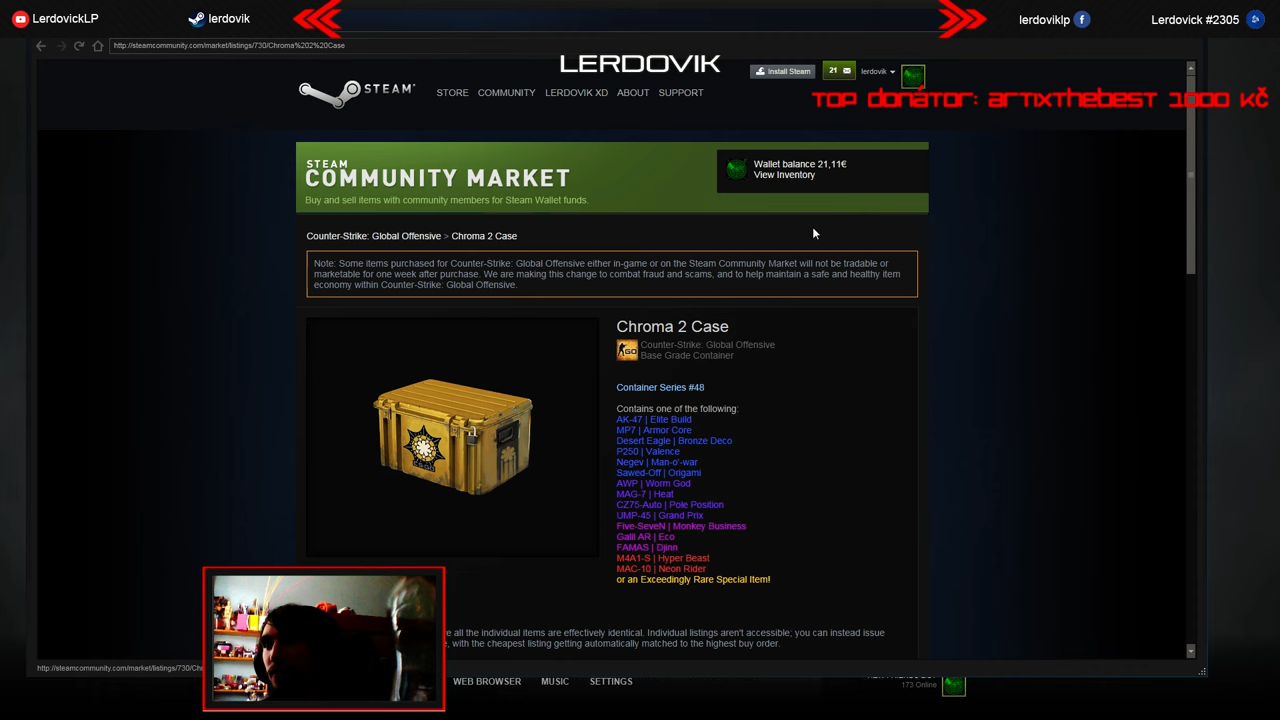 LerdovickLP
lerdovik
lerdoviklp
Lerdovick #2305
http://steamcommunity.com/market/listings/730/Chroma%202%20Case
LERDOVIK
Install Steam
21
lerdovik
STEAM
STORE COMMUNITY LERDOVIK XD ABOUT SUPPORT
TOP DONÁTOR: ARTIXTHEBEST 1000 KČ
STEAM
COMMUNITY MARKET
Buy and sell items with community members for Steam Wallet funds.
Wallet balance 21,11€
View Inventory
Counter-Strike: Global Offensive > Chroma 2 Case
Note: Some items purchased for Counter-Strike: Global Offensive either in-game or on the Steam Community Market will not be tradable or
marketable for one week after purchase. We are making this change to combat fraud and scams, and to help maintain a safe and healthy item
economy within Counter-Strike: Global Offensive.
Chroma 2 Case
GO
Counter-Strike: Global Offensive
Base Grade Container
Container Series #48
Contains one of the following:
AK-47 | Elite Build
MP7 | Armor Core
Desert Eagle | Bronze Deco
P250 | Valence
Negev | Man-o'-war
Sawed-Off | Origami
AWP | Worm God
MAG-7 | Heat
CZ75-Auto | Pole Position
UMP-45 | Grand Prix
Five-SeveN | Monkey Business
Galil AR | Eco
FAMAS | Djinn
M4A1-S | Hyper Beast
MAC-10 | Neon Rider
or an Exceedingly Rare Special Item!
all the individual items are effectively identical. Individual listings aren't accessible; you can instead issue
, with the cheapest listing getting automatically matched to the highest buy order.
http://steamcommunity.com/market/listings/730/Chr
WEB BROWSER MUSIC SETTINGS
173 Online